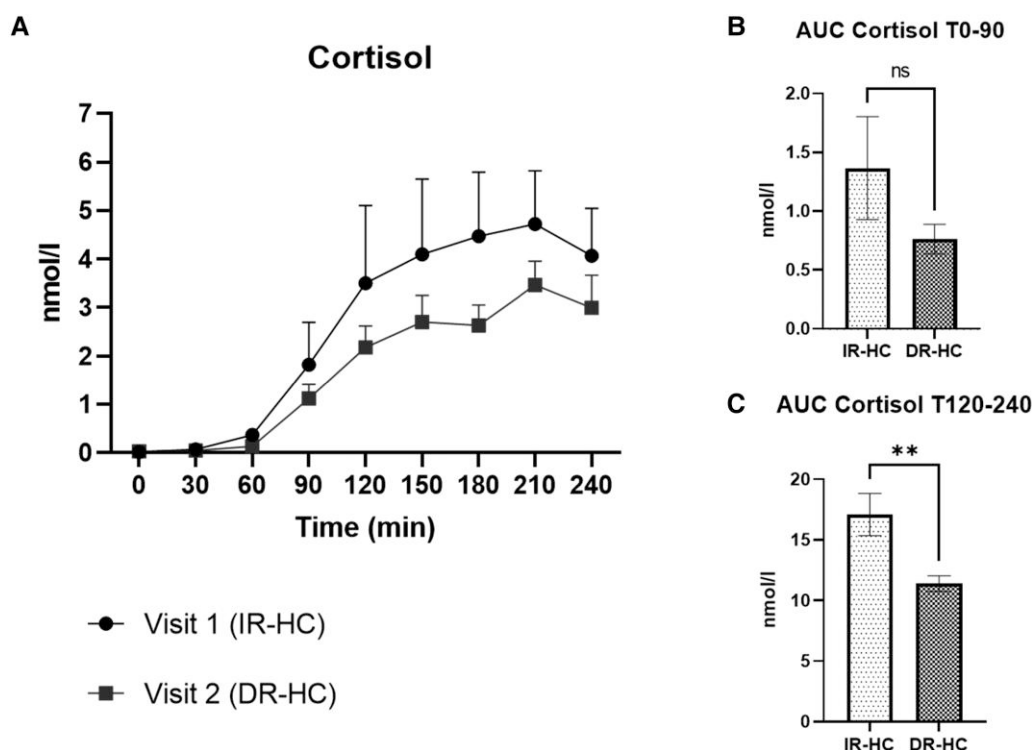 A
Cortisol
nmol/l
7
6
5
4
3
2
1
0
0 30 60 90 120 150 180 210 240
Time (min)
Visit 1 (IR-HC)
Visit 2 (DR-HC)
B AUC Cortisol T0-90
ns
nmol/l
2.0
1.5
1.0
0.5
0.0
IR-HC DR-HC
C AUC Cortisol T120-240
**
nmol/l
20
15
10
5
0
IR-HC DR-HC